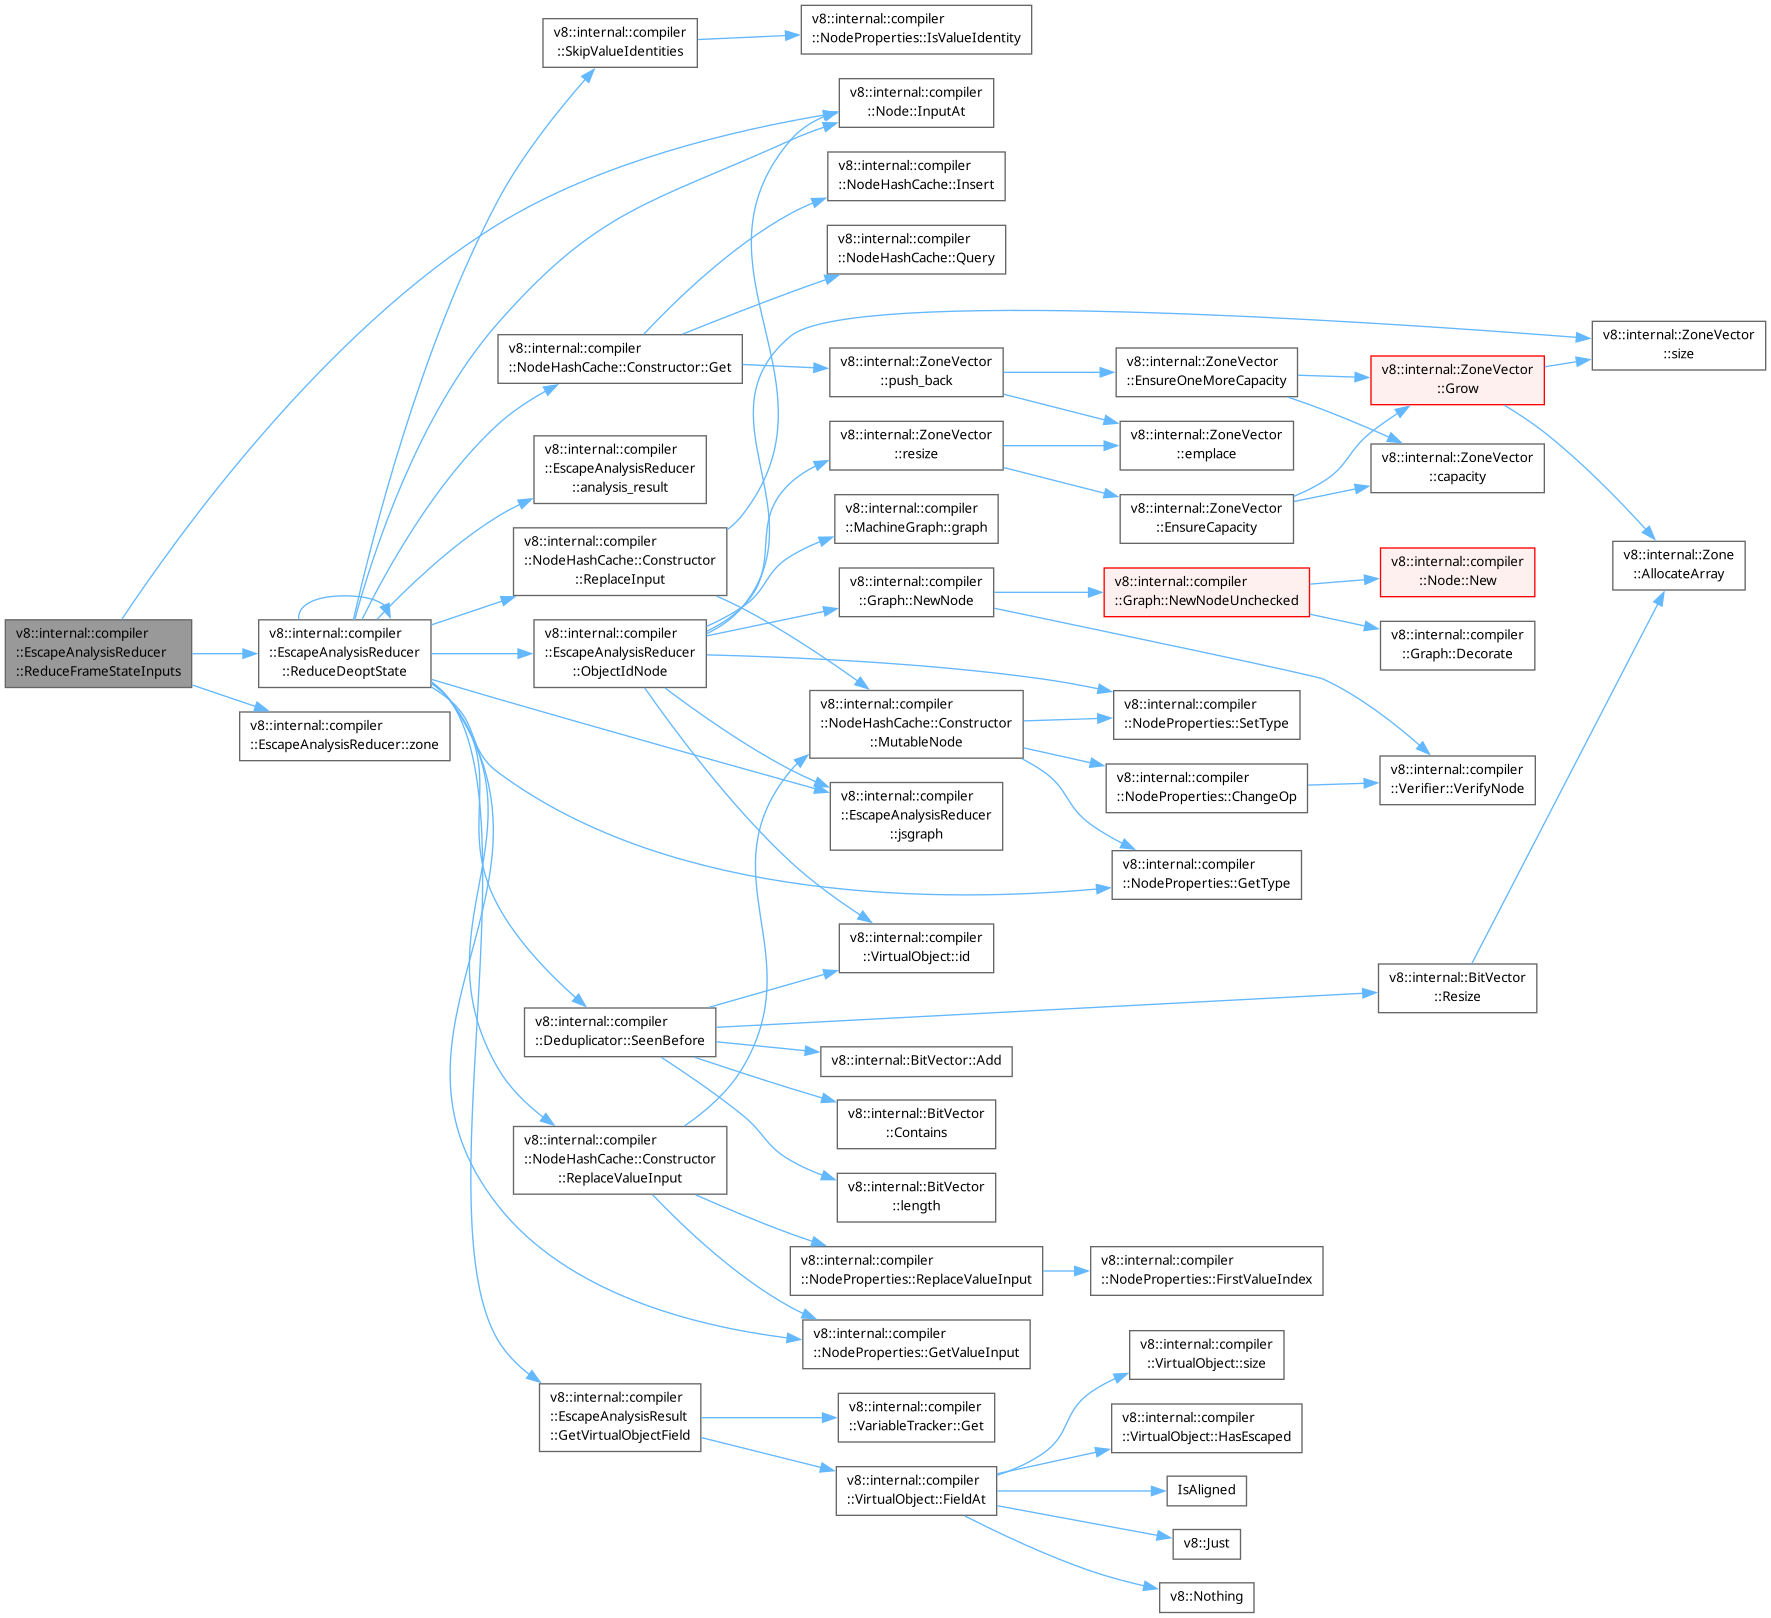 v8::internal::compiler
::EscapeAnalysisReducer
::ReduceFrameStateInputs
v8::internal::compiler
::EscapeAnalysisReducer
::ReduceDeoptState
v8::internal::compiler
::EscapeAnalysisReducer::zone
v8::internal::compiler
::SkipValueIdentities
v8::internal::compiler
::NodeHashCache::Constructor::Get
v8::internal::compiler
::EscapeAnalysisReducer
::analysis_result
v8::internal::compiler
::NodeHashCache::Constructor
::ReplaceInput
v8::internal::compiler
::EscapeAnalysisReducer
::ObjectIdNode
v8::internal::compiler
::Deduplicator::SeenBefore
v8::internal::compiler
::NodeHashCache::Constructor
::ReplaceValueInput
v8::internal::compiler
::EscapeAnalysisResult
::GetVirtualObjectField
v8::internal::compiler
::NodeProperties::IsValueIdentity
v8::internal::compiler
::Node::InputAt
v8::internal::compiler
::NodeHashCache::Insert
v8::internal::compiler
::NodeHashCache::Query
v8::internal::ZoneVector
::push_back
v8::internal::ZoneVector
::resize
v8::internal::compiler
::MachineGraph::graph
v8::internal::compiler
::Graph::NewNode
v8::internal::compiler
::NodeHashCache::Constructor
::MutableNode
v8::internal::compiler
::EscapeAnalysisReducer
::jsgraph
v8::internal::compiler
::VirtualObject::id
v8::internal::BitVector::Add
v8::internal::BitVector
::Contains
v8::internal::BitVector
::length
v8::internal::compiler
::NodeProperties::ReplaceValueInput
v8::internal::compiler
::NodeProperties::GetValueInput
v8::internal::compiler
::VariableTracker::Get
v8::internal::compiler
::VirtualObject::FieldAt
v8::internal::ZoneVector
::EnsureOneMoreCapacity
v8::internal::ZoneVector
::emplace
v8::internal::ZoneVector
::EnsureCapacity
v8::internal::compiler
::Graph::NewNodeUnchecked
v8::internal::compiler
::NodeProperties::SetType
v8::internal::compiler
::NodeProperties::ChangeOp
v8::internal::compiler
::NodeProperties::GetType
v8::internal::compiler
::NodeProperties::FirstValueIndex
v8::internal::compiler
::VirtualObject::size
v8::internal::compiler
::VirtualObject::HasEscaped
IsAligned
v8::Just
v8::Nothing
v8::internal::ZoneVector
::Grow
v8::internal::ZoneVector
::capacity
v8::internal::compiler
::Node::New
v8::internal::compiler
::Graph::Decorate
v8::internal::compiler
::Verifier::VerifyNode
v8::internal::BitVector
::Resize
v8::internal::ZoneVector
::size
v8::internal::Zone
::AllocateArray